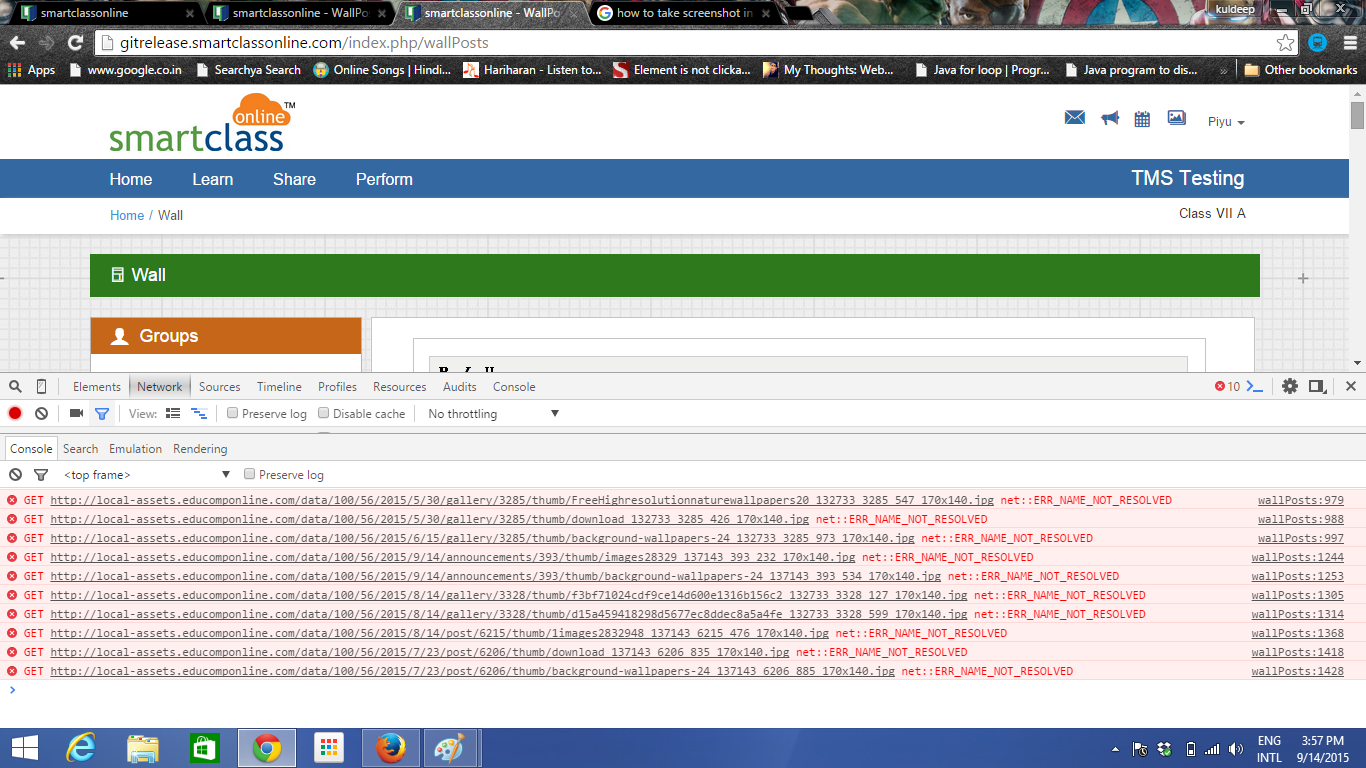 smartclassonline
smartclassonline - WallPo
smartclassonline - WallPo
how to take screenshot in
kuldeep
gitrelease.smartclassonline.com/index.php/wallPosts
Apps
www.google.co.in
Searchya Search
Online Songs | Hindi...
Hariharan - Listen to...
Element is not clicka...
My Thoughts: Web...
Java for loop | Progr...
Java program to dis...
»
Other bookmarks
smartclass online TM
Piyu
Home Learn Share Perform
TMS Testing
Home / Wall
Class VII A
Wall
Groups
B I U
Elements Network Sources Timeline Profiles Resources Audits Console
10
View: Preserve log Disable cache No throttling
Console Search Emulation Rendering
<top frame> Preserve log
GET http://local-assets.educomponline.com/data/100/56/2015/5/30/gallery/3285/thumb/FreeHighresolutionnaturewallpapers20_132733_3285_547_170x140.jpg net::ERR_NAME_NOT_RESOLVED wallPosts:979
GET http://local-assets.educomponline.com/data/100/56/2015/5/30/gallery/3285/thumb/download_132733_3285_426_170x140.jpg net::ERR_NAME_NOT_RESOLVED wallPosts:988
GET http://local-assets.educomponline.com/data/100/56/2015/6/15/gallery/3285/thumb/background-wallpapers-24_132733_3285_973_170x140.jpg net::ERR_NAME_NOT_RESOLVED wallPosts:997
GET http://local-assets.educomponline.com/data/100/56/2015/9/14/announcements/393/thumb/images28329_137143_393_232_170x140.jpg net::ERR_NAME_NOT_RESOLVED wallPosts:1244
GET http://local-assets.educomponline.com/data/100/56/2015/9/14/announcements/393/thumb/background-wallpapers-24_137143_393_534_170x140.jpg net::ERR_NAME_NOT_RESOLVED wallPosts:1253
GET http://local-assets.educomponline.com/data/100/56/2015/8/14/gallery/3328/thumb/f3bf71024cdf9ce14d600e1316b156c2_132733_3328_127_170x140.jpg net::ERR_NAME_NOT_RESOLVED wallPosts:1305
GET http://local-assets.educomponline.com/data/100/56/2015/8/14/gallery/3328/thumb/d15a459418298d5677ecdddec8a5a4fe_132733_3328_599_170x140.jpg net::ERR_NAME_NOT_RESOLVED wallPosts:1314
GET http://local-assets.educomponline.com/data/100/56/2015/8/14/post/6215/thumb/1images2832948_137143_6215_476_170x140.jpg net::ERR_NAME_NOT_RESOLVED wallPosts:1368
GET http://local-assets.educomponline.com/data/100/56/2015/7/23/post/6206/thumb/download_137143_6206_835_170x140.jpg net::ERR_NAME_NOT_RESOLVED wallPosts:1418
GET http://local-assets.educomponline.com/data/100/56/2015/7/23/post/6206/thumb/background-wallpapers-24_137143_6206_885_170x140.jpg net::ERR_NAME_NOT_RESOLVED wallPosts:1428
ENG 3:57 PM
INTL 9/14/2015